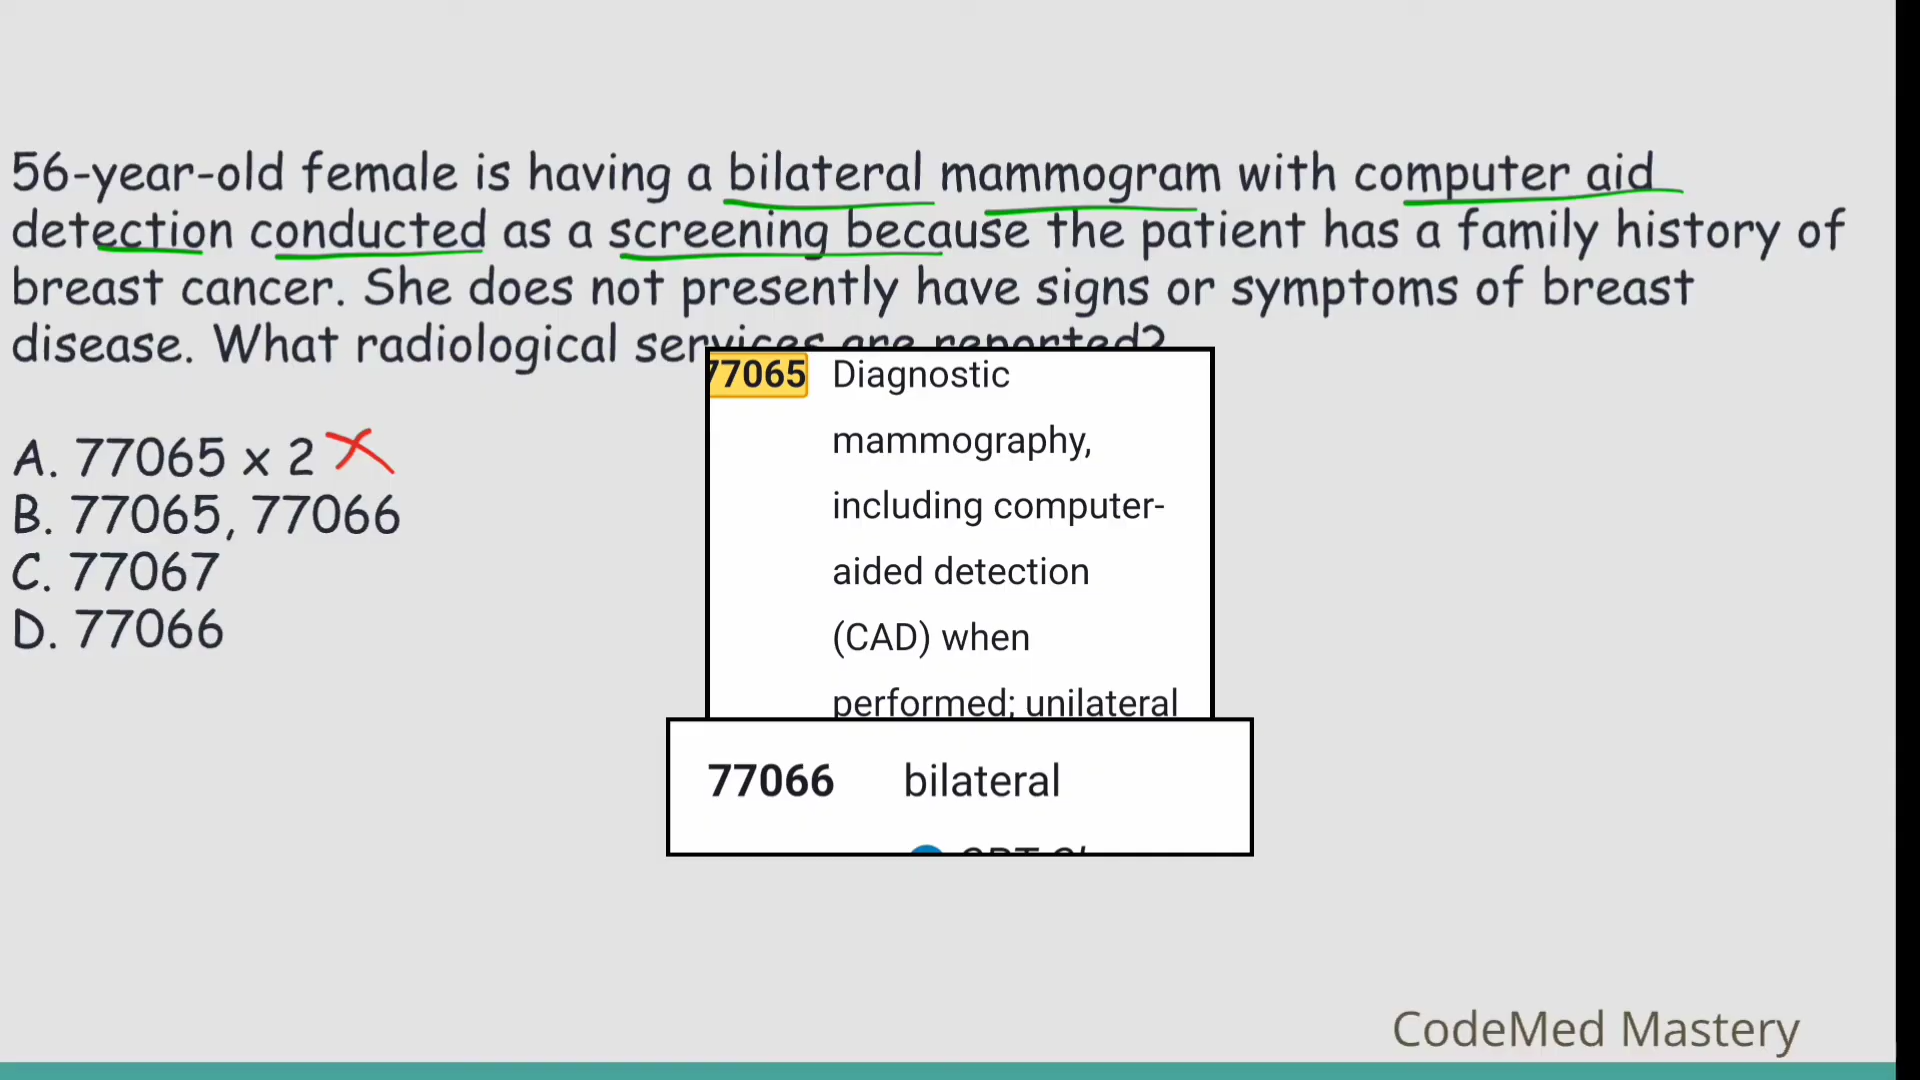 56-year-old female is having a bilateral mammogram with computer aid
detection conducted as a screening because the patient has a family history of
breast cancer. She does not presently have signs or symptoms of breast
disease. What radiological services are reported?
A. 77065 x 2
B. 77065, 77066
C. 77067
D. 77066
77065 Diagnostic
mammography,
including computer-
aided detection
(CAD) when
performed; unilateral
77066 bilateral
CodeMed Mastery